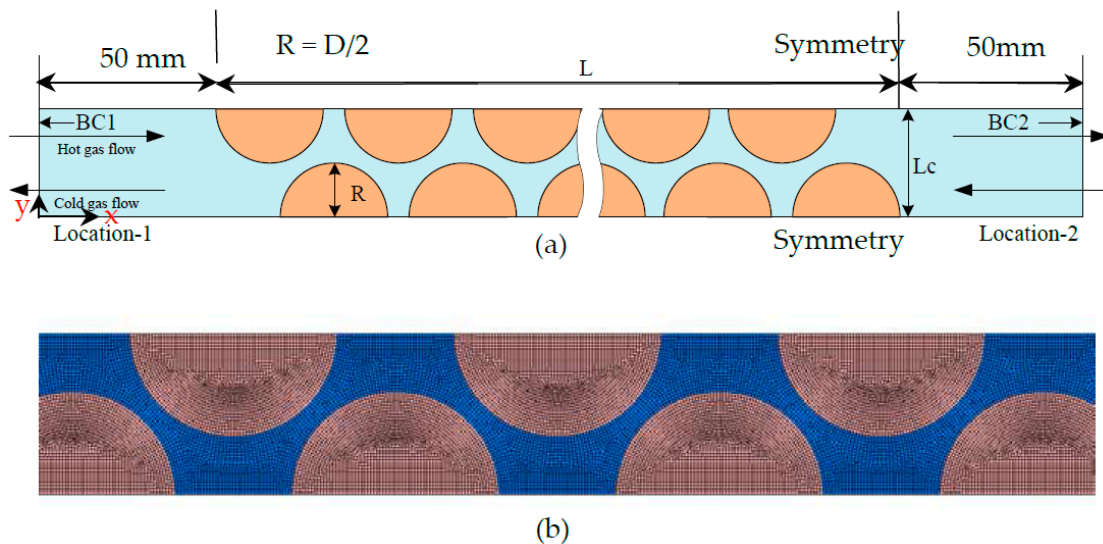 R = D/2
Symmetry
50 mm
50mm
L
BC1
BC2
Hot gas flow
Lc
R
Cold gas flow
y
x
Location-1
Location-2
(a)
Symmetry
(b)